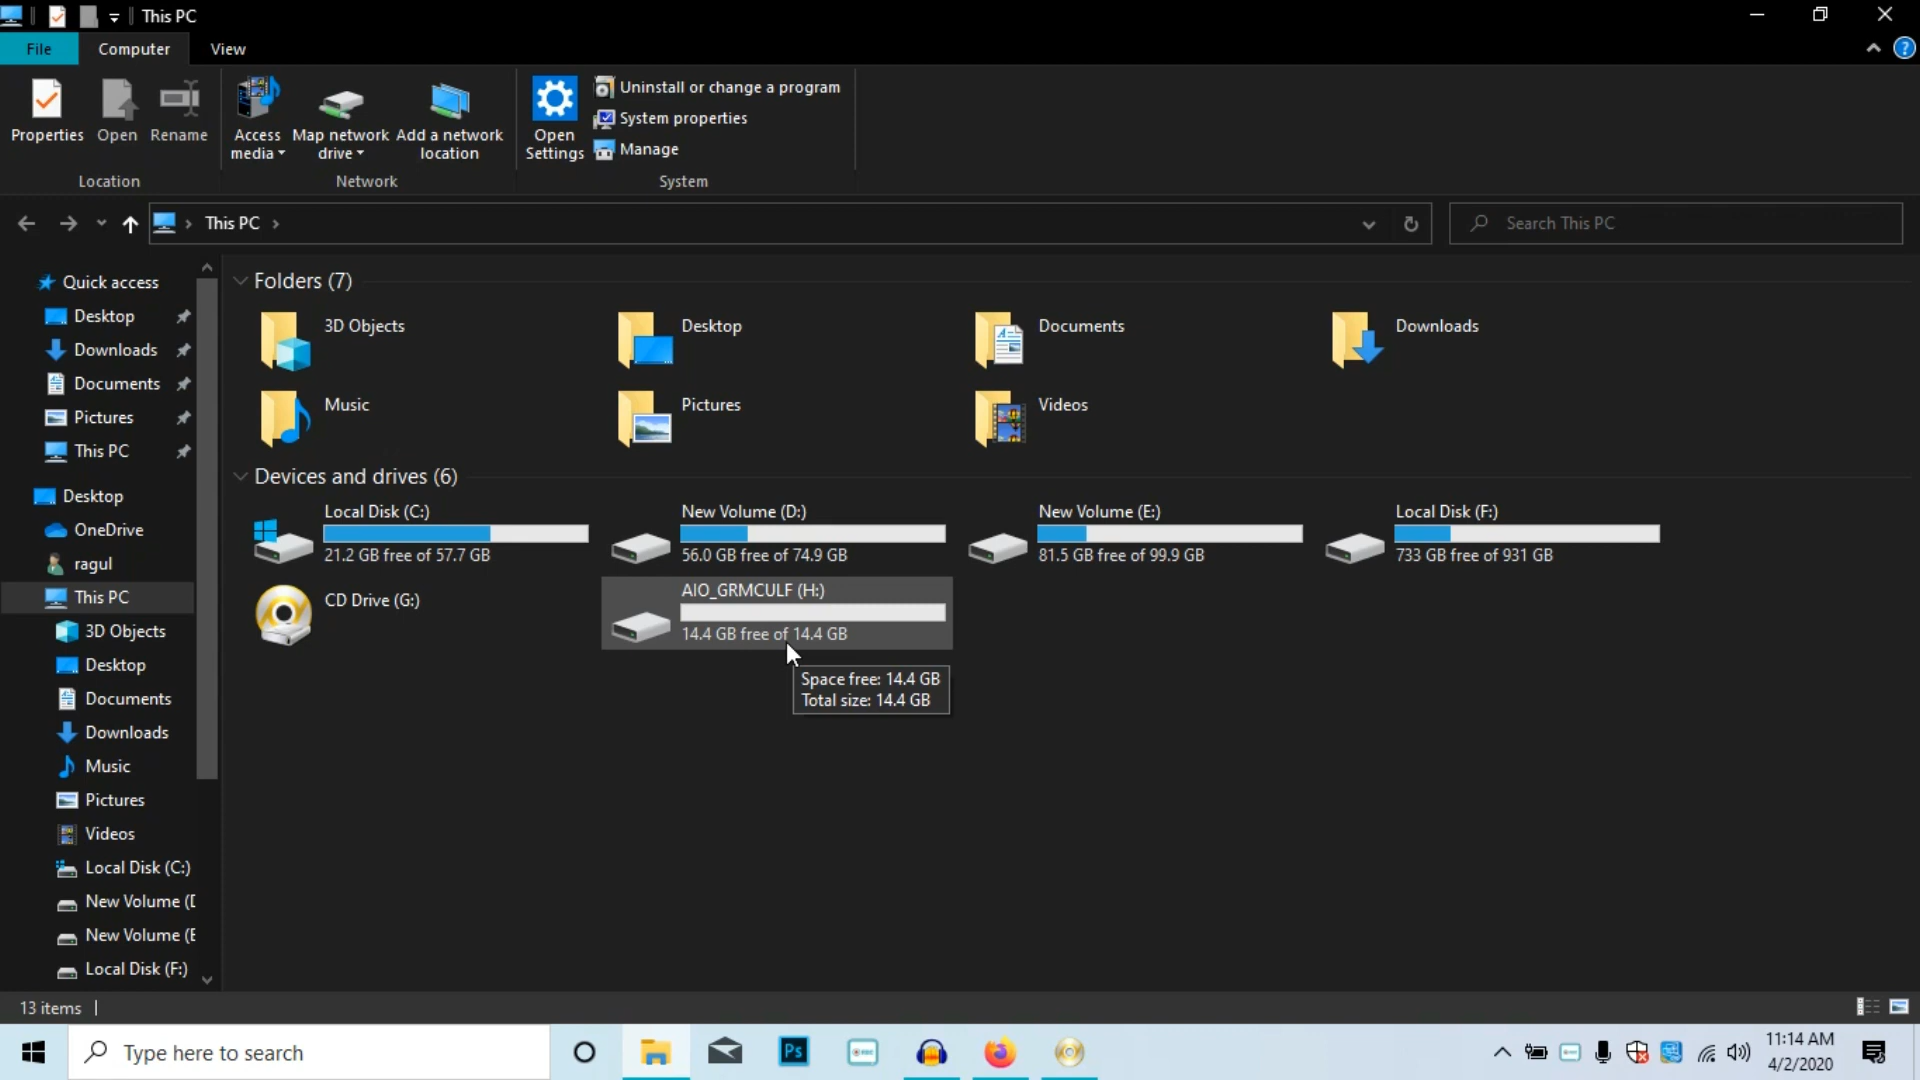 This PC
File
Computer
View
Properties
Open
Rename
Access
media
Map network
drive
Add a network
location
Open
Settings
Uninstall or change a program
System properties
Manage
Location
Network
System
This PC
Search This PC
Quick access
Desktop
Downloads
Documents
Pictures
This PC
Desktop
OneDrive
ragul
This PC
3D Objects
Desktop
Documents
Downloads
Music
Pictures
Videos
Local Disk (C:)
New Volume (D
New Volume (E
Local Disk (F:)
Folders (7)
3D Objects
Desktop
Documents
Downloads
Music
Pictures
Videos
Devices and drives (6)
Local Disk (C:)
21.2 GB free of 57.7 GB
New Volume (D:)
56.0 GB free of 74.9 GB
New Volume (E:)
81.5 GB free of 99.9 GB
Local Disk (F:)
733 GB free of 931 GB
CD Drive (G:)
AIO_GRMCULF (H:)
14.4 GB free of 14.4 GB
Space free: 14.4 GB
Total size: 14.4 GB
13 items
Type here to search
Ps
11:14 AM
4/2/2020